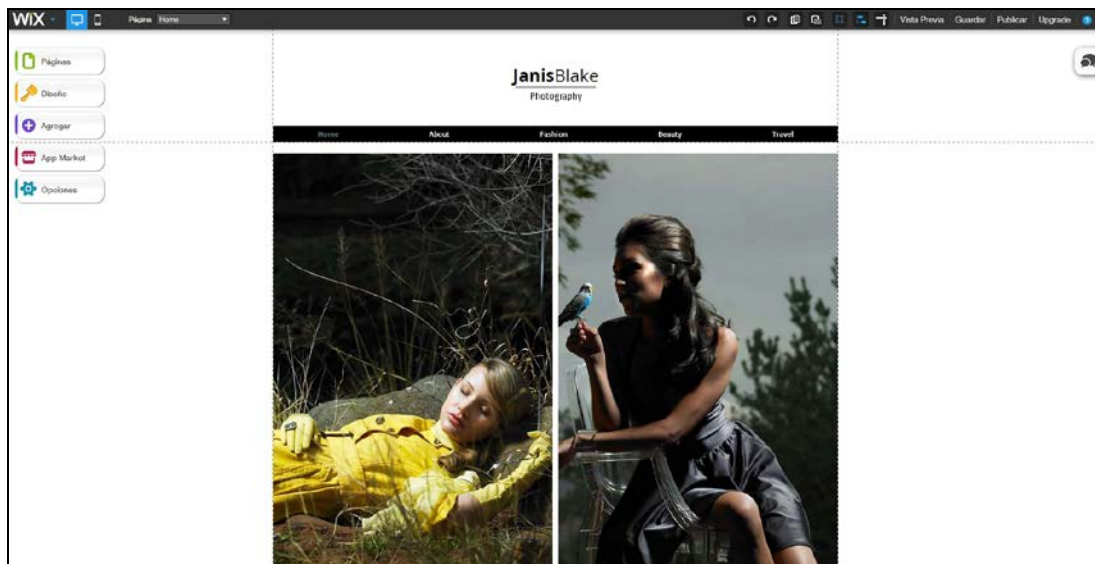 WiX Página Home Vista Previa Guardar Publicar Upgrade
Páginas
Diseño
Agregar
App Market
Opciones
JanisBlake
Photography
Home About Fashion Beauty Travel